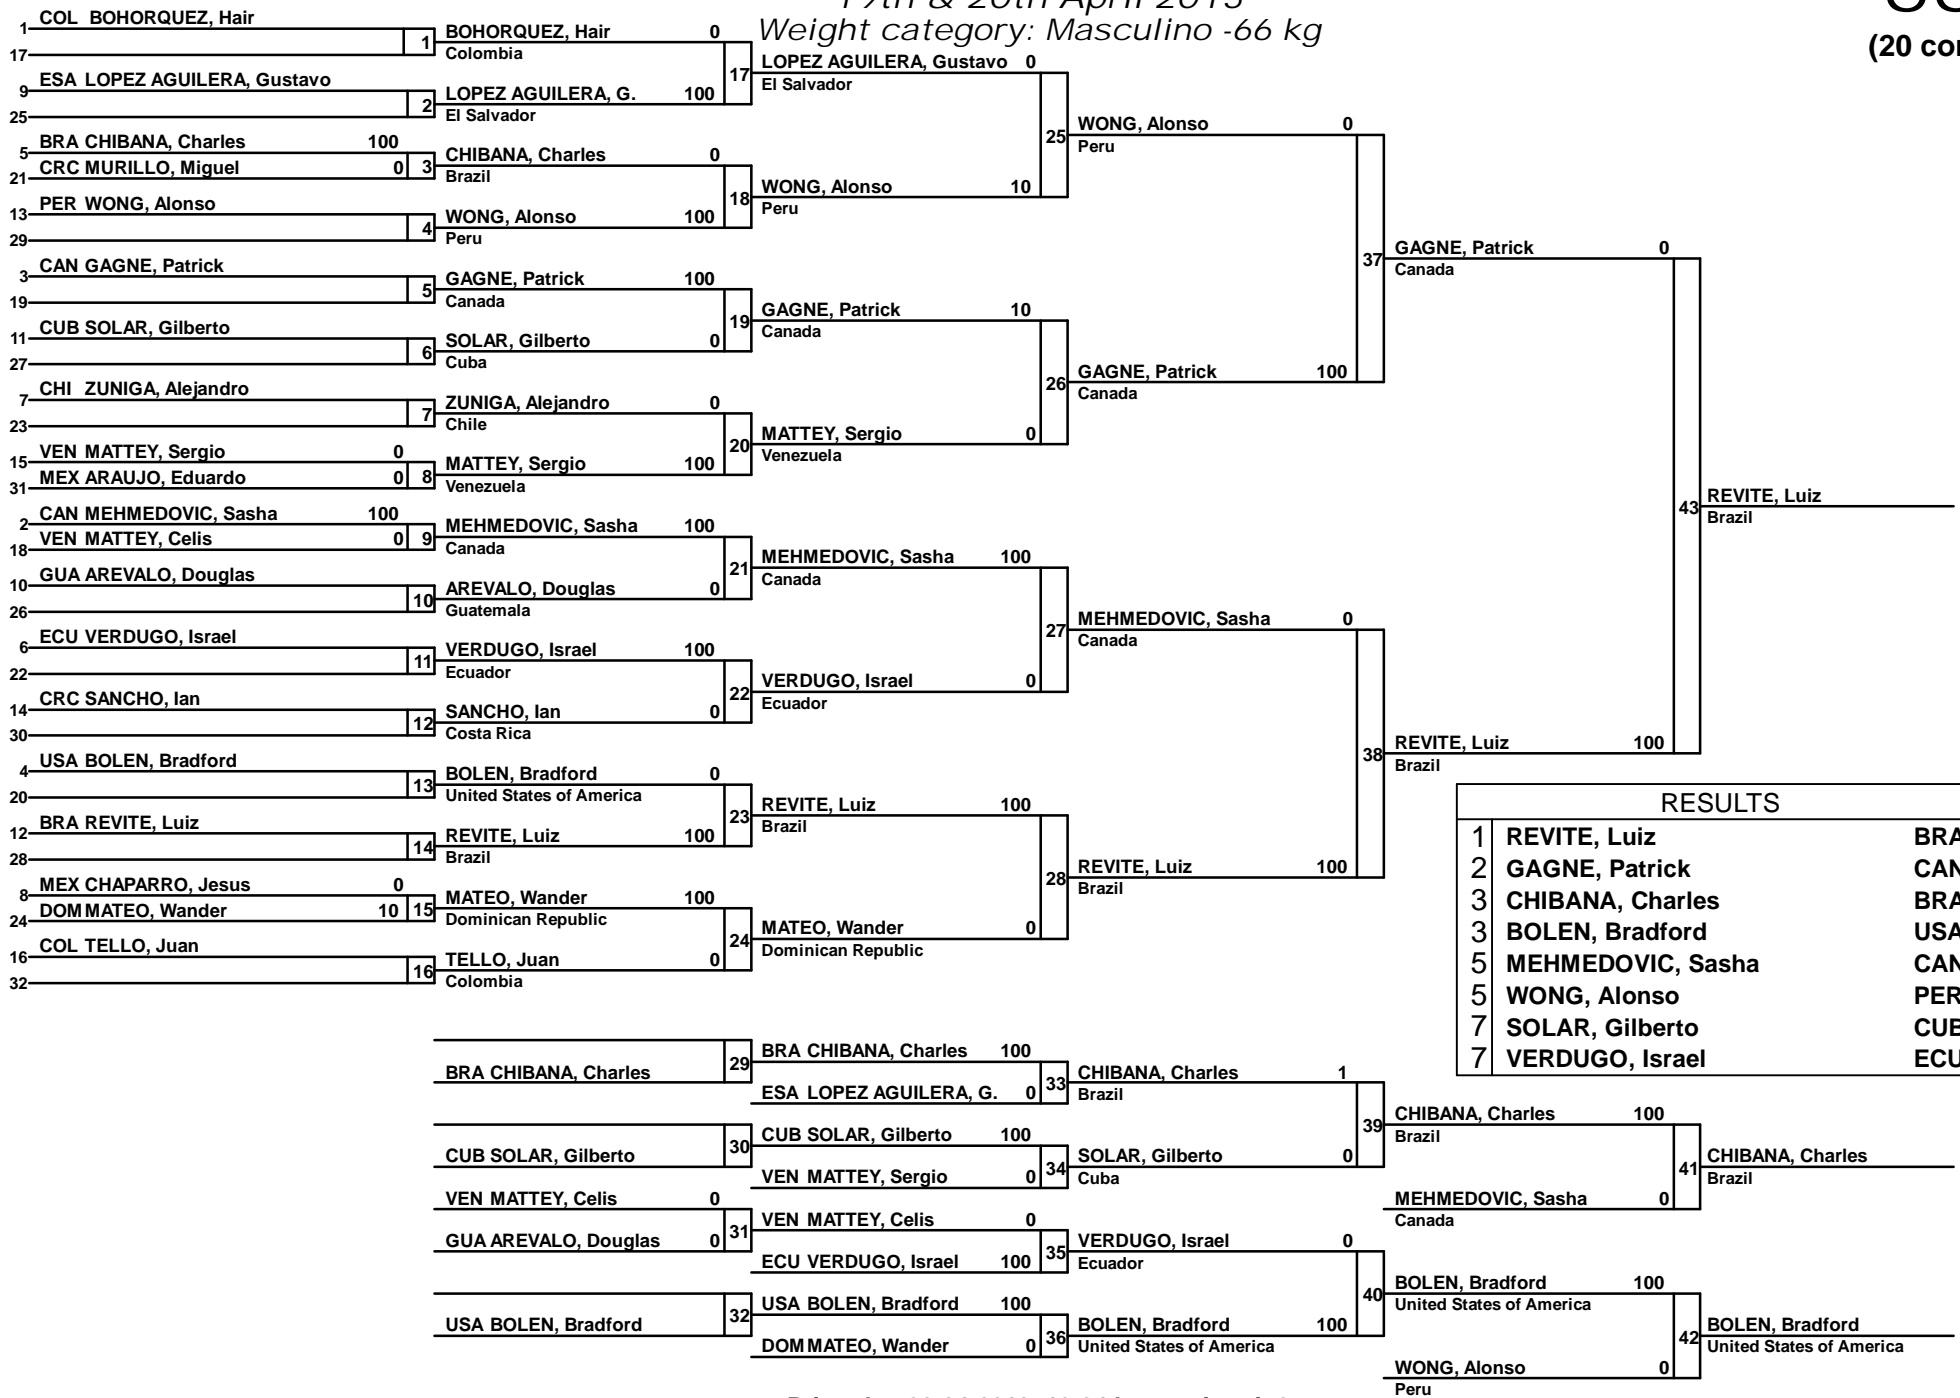 Weight category: Masculino -66 kg
1 COL BOHORQUEZ, Hair
17
1
9 ESA LOPEZ AGUILERA, Gustavo
25
2
5 BRA CHIBANA, Charles 100
21 CRC MURILLO, Miguel 0
3
13 PER WONG, Alonso
29
4
3 CAN GAGNE, Patrick
19
5
11 CUB SOLAR, Gilberto
27
6
7 CHI ZUNIGA, Alejandro
23
7
15 VEN MATTEY, Sergio 0
31 MEX ARAUJO, Eduardo 0
8
2 CAN MEHMEDOVIC, Sasha 100
18 VEN MATTEY, Celis 0
9
10 GUA AREVALO, Douglas
26
10
6 ECU VERDUGO, Israel
22
11
14 CRC SANCHO, Ian
30
12
4 USA BOLEN, Bradford
20
13
12 BRA REVITE, Luiz
28
14
8 MEX CHAPARRO, Jesus 0
24 DOM MATEO, Wander 10
15
16 COL TELLO, Juan
32
16
BOHORQUEZ, Hair 0
Colombia
17
LOPEZ AGUILERA, G. 100
El Salvador
CHIBANA, Charles 0
Brazil
18
WONG, Alonso 100
Peru
GAGNE, Patrick 100
Canada
19
SOLAR, Gilberto 0
Cuba
ZUNIGA, Alejandro 0
Chile
20
MATTEY, Sergio 100
Venezuela
MEHMEDOVIC, Sasha 100
Canada
21
AREVALO, Douglas 0
Guatemala
VERDUGO, Israel 100
Ecuador
22
SANCHO, Ian 0
Costa Rica
BOLEN, Bradford 0
United States of America
23
REVITE, Luiz 100
Brazil
MATEO, Wander 100
Dominican Republic
24
TELLO, Juan 0
Colombia
LOPEZ AGUILERA, Gustavo 0
El Salvador
25
WONG, Alonso 10
Peru
GAGNE, Patrick 10
Canada
26
MATTEY, Sergio 0
Venezuela
MEHMEDOVIC, Sasha 100
Canada
27
VERDUGO, Israel 0
Ecuador
REVITE, Luiz 100
Brazil
28
MATEO, Wander 0
Dominican Republic
WONG, Alonso 0
Peru
37
GAGNE, Patrick 100
Canada
MEHMEDOVIC, Sasha 0
Canada
38
REVITE, Luiz 100
Brazil
GAGNE, Patrick 0
Canada
43
REVITE, Luiz 100
Brazil
REVITE, Luiz
Brazil
RESULTS
1 REVITE, Luiz BRA
2 GAGNE, Patrick CAN
3 CHIBANA, Charles BRA
3 BOLEN, Bradford USA
5 MEHMEDOVIC, Sasha CAN
5 WONG, Alonso PER
7 SOLAR, Gilberto CUB
7 VERDUGO, Israel ECU
29
BRA CHIBANA, Charles
30
CUB SOLAR, Gilberto
VEN MATTEY, Celis 0
31
GUA AREVALO, Douglas 0
32
USA BOLEN, Bradford
BRA CHIBANA, Charles 100
33
ESA LOPEZ AGUILERA, G. 0
CUB SOLAR, Gilberto 100
34
VEN MATTEY, Sergio 0
VEN MATTEY, Celis 0
35
ECU VERDUGO, Israel 100
USA BOLEN, Bradford 100
36
DOM MATEO, Wander 0
CHIBANA, Charles 1
Brazil
39
SOLAR, Gilberto 0
Cuba
VERDUGO, Israel 0
Ecuador
40
BOLEN, Bradford 100
United States of America
CHIBANA, Charles 100
Brazil
41
MEHMEDOVIC, Sasha 0
Canada
BOLEN, Bradford 100
United States of America
42
WONG, Alonso 0
Peru
CHIBANA, Charles
Brazil
BOLEN, Bradford
United States of America